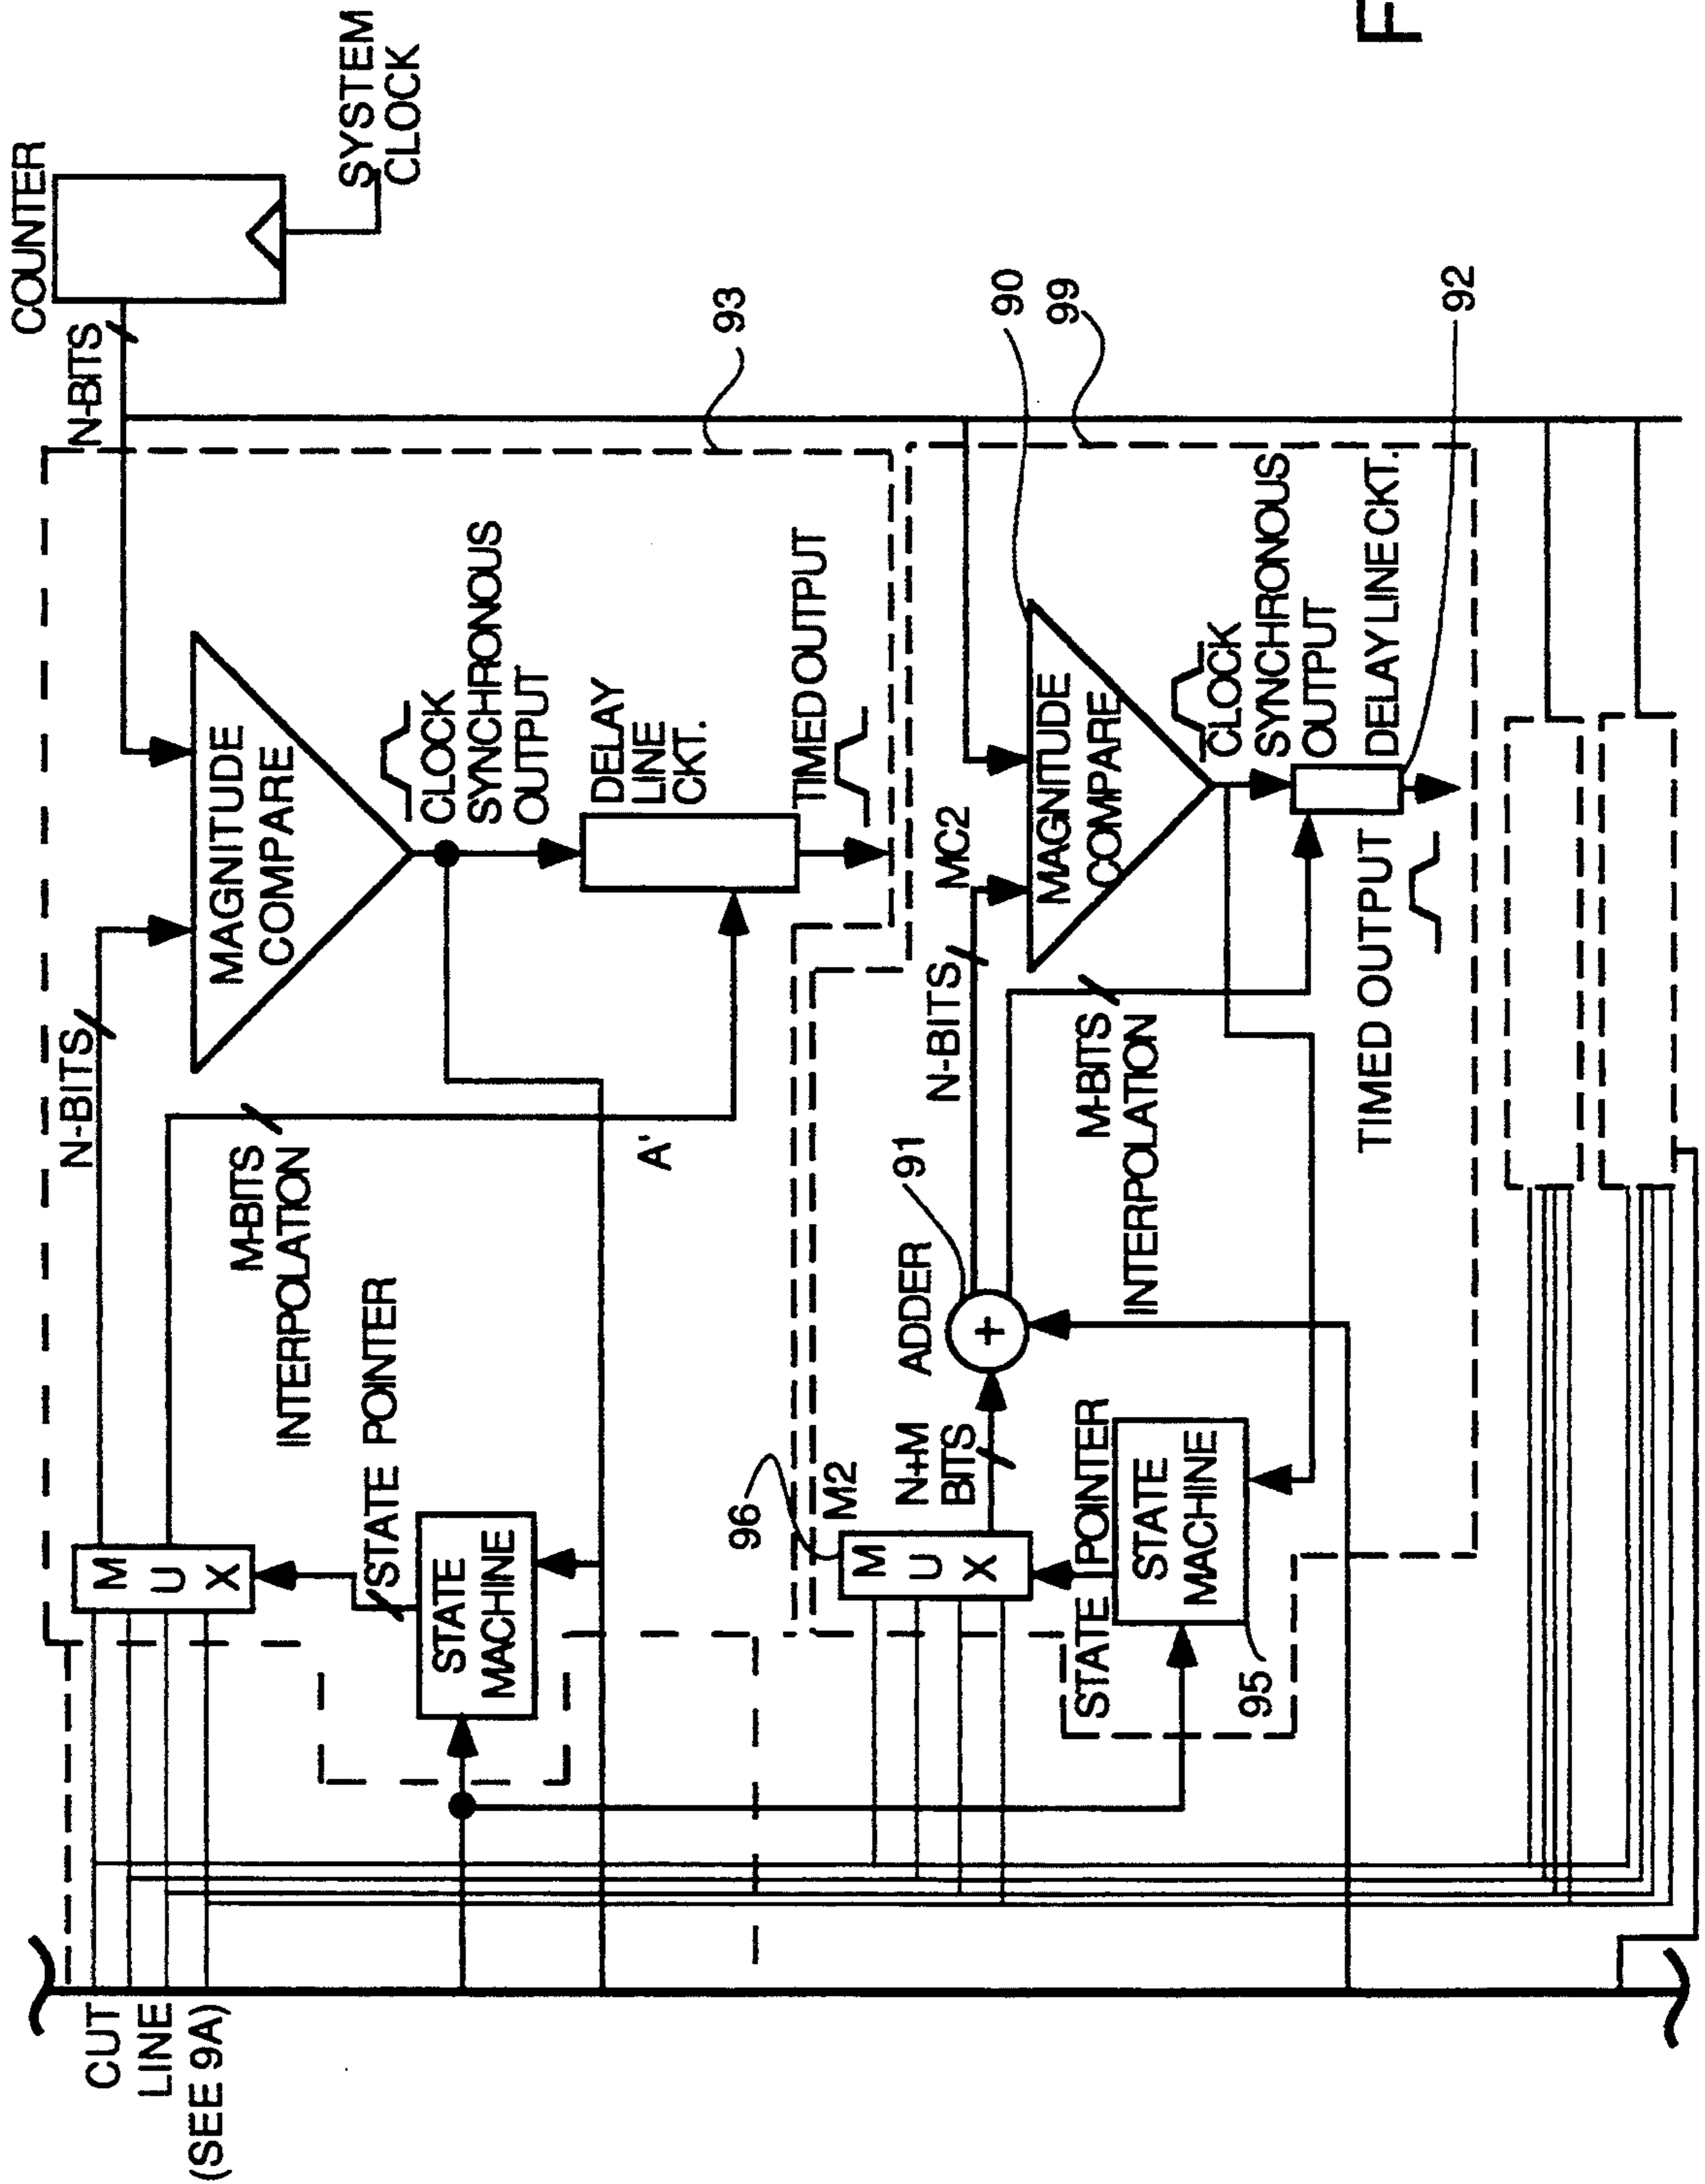 COUNTER
SYSTEM
CLOCK
N-BITS
93
N-BITS
MAGNITUDE
COMPARE
CLOCK
SYNCHRONOUS
OUTPUT
DELAY
LINE
CKT.
TIMED OUTPUT
M-BITS
INTERPOLATION
A'
M
U
X
STATE POINTER
STATE
MACHINE
CUT
LINE
(SEE 9A)
90
99
92
MC2
MAGNITUDE
COMPARE
CLOCK
SYNCHRONOUS
OUTPUT
DELAY LINE CKT.
TIMED OUTPUT
N-BITS
M-BITS
INTERPOLATION
91
ADDER
+
N+M
BITS
96
M2
M
U
X
STATE POINTER
STATE
MACHINE
95
F